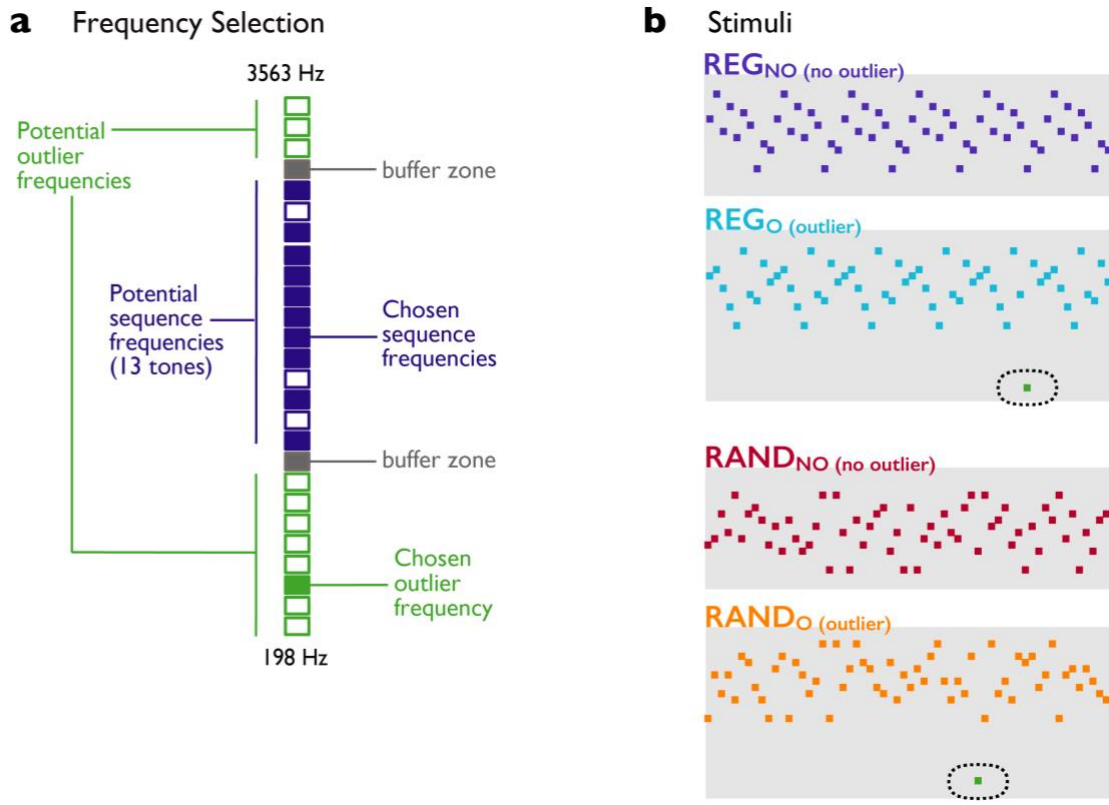 a Frequency Selection
3563 Hz
Potential
outlier
frequencies
buffer zone
Potential
sequence
frequencies
(13 tones)
Chosen
sequence
frequencies
buffer zone
Chosen
outlier
frequency
198 Hz
b Stimuli
REGNO (no outlier)
REGO (outlier)
RANDNO (no outlier)
RANDO (outlier)